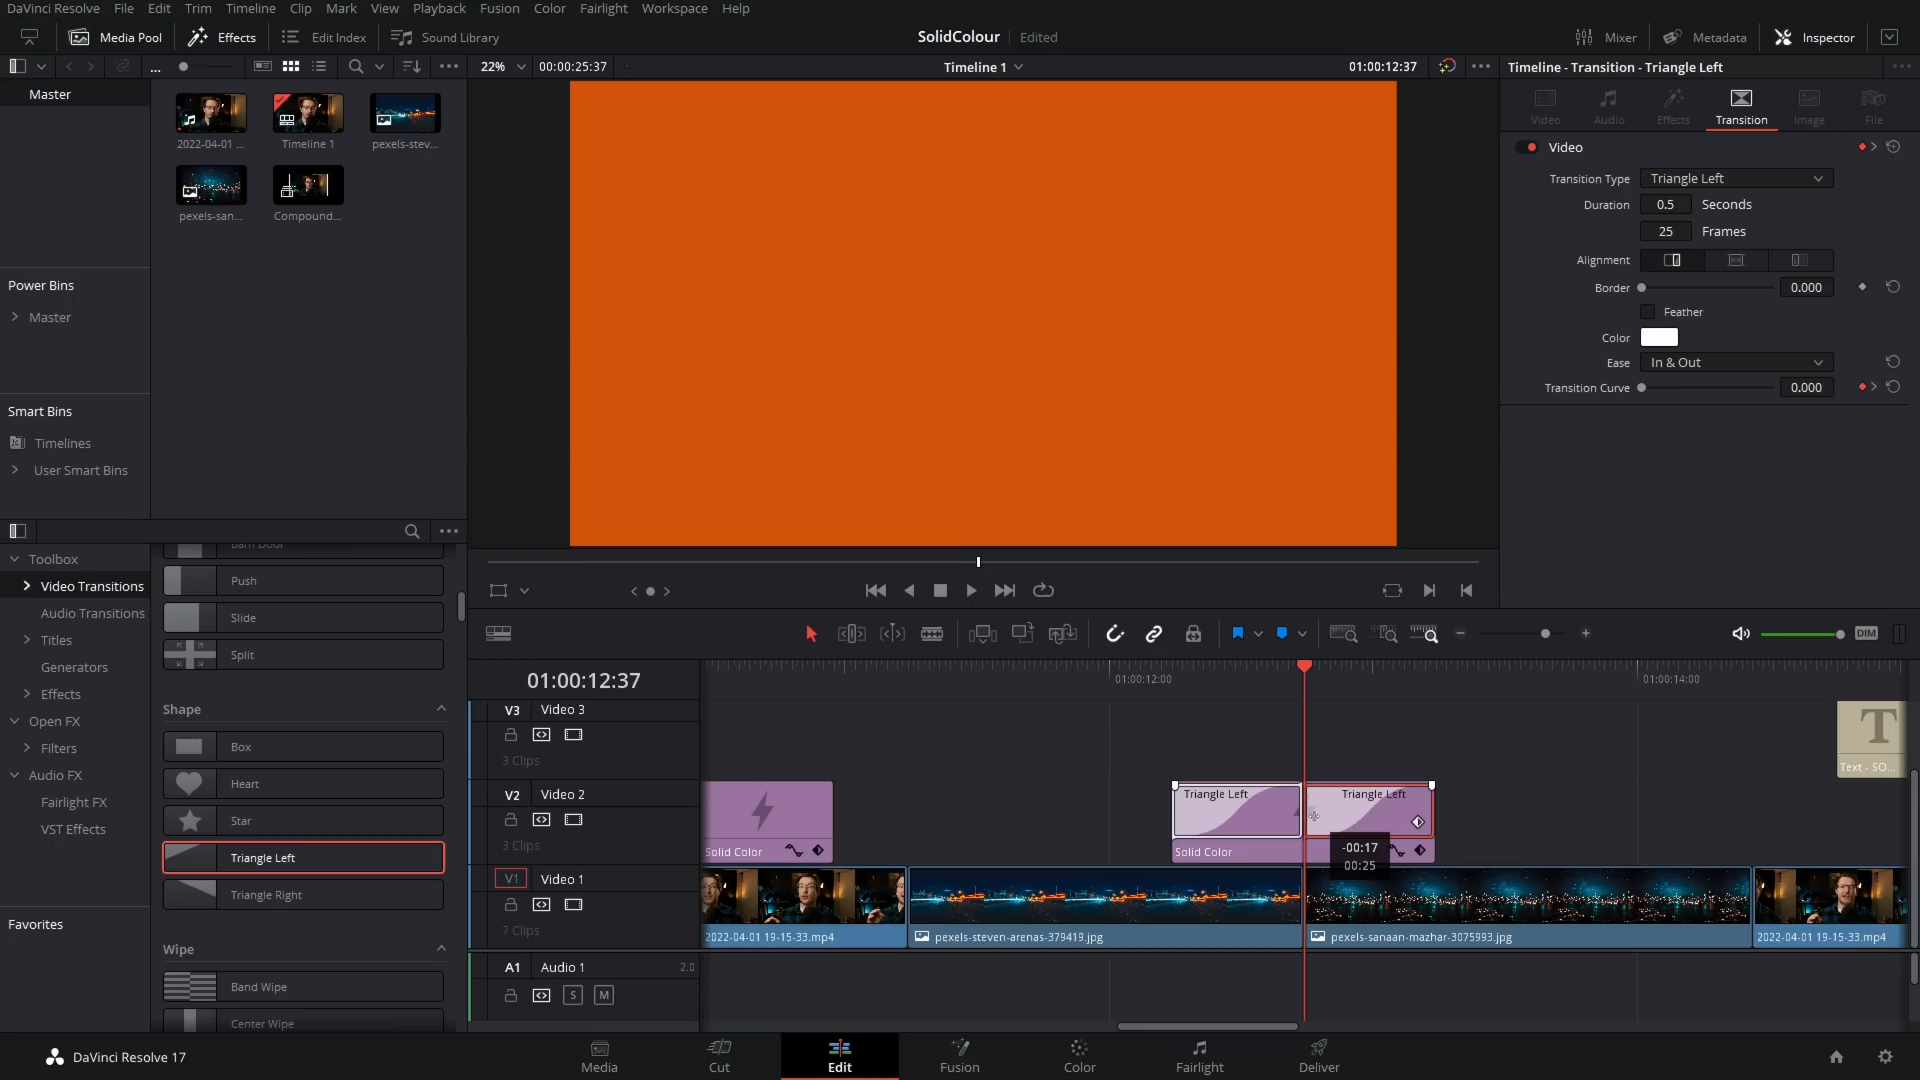 DaVinci Resolve File Edit Trim Timeline Clip Mark View Playback Fusion Color Fairlight Workspace Help
Media Pool Effects Edit Index Sound Library SolidColour Edited Mixer Metadata Inspector
... 22% 00:00:25:37 Timeline 1 01:00:12:37 Timeline - Transition - Triangle Left
Master
2022-04-01 ... Timeline 1 pexels-stev...
pexels-san... Compound...
Power Bins
Master
Smart Bins
Timelines
User Smart Bins
Video Audio Effects Transition Image File
Video
Transition Type Triangle Left
Duration 0.5 Seconds
25 Frames
Alignment
Border 0.000
Feather
Color
Ease In & Out
Transition Curve 0.000
Toolbox
Video Transitions
Audio Transitions
Titles
Generators
Effects
Open FX
Filters
Audio FX
Fairlight FX
VST Effects
Favorites
Barn Door
Push
Slide
Split
Shape
Box
Heart
Star
Triangle Left
Triangle Right
Wipe
Band Wipe
Center Wipe
DIM
01:00:12:37 01:00:12:00 01:00:14:00
V3 Video 3
3 Clips
T
Text - SO...
V2 Video 2
3 Clips
Solid Color
Triangle Left Triangle Left
Solid Color
-00:17
00:25
V1 Video 1
7 Clips
2022-04-01 19-15-33.mp4 pexels-steven-arenas-379419.jpg pexels-sanaan-mazhar-3075993.jpg 2022-04-01 19-15-33.mp4
A1 Audio 1 2.0
S M
DaVinci Resolve 17
Media Cut Edit Fusion Color Fairlight Deliver